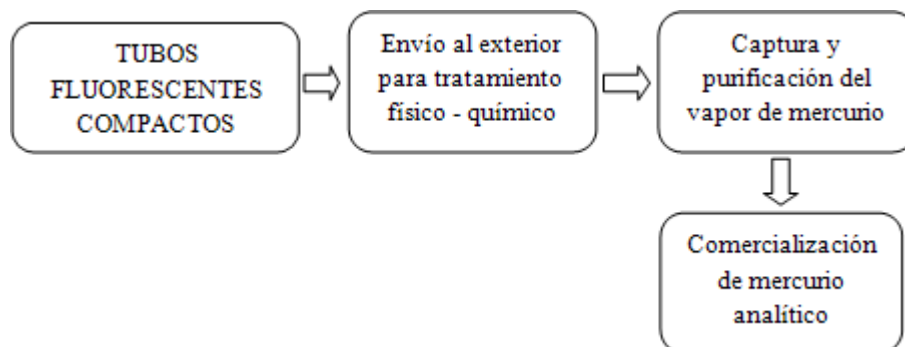 TUBOS
FLUORESCENTES
COMPACTOS
Envío al exterior
para tratamiento
físico - químico
Captura y
purificación del
vapor de mercurio
Comercialización
de mercurio
analítico